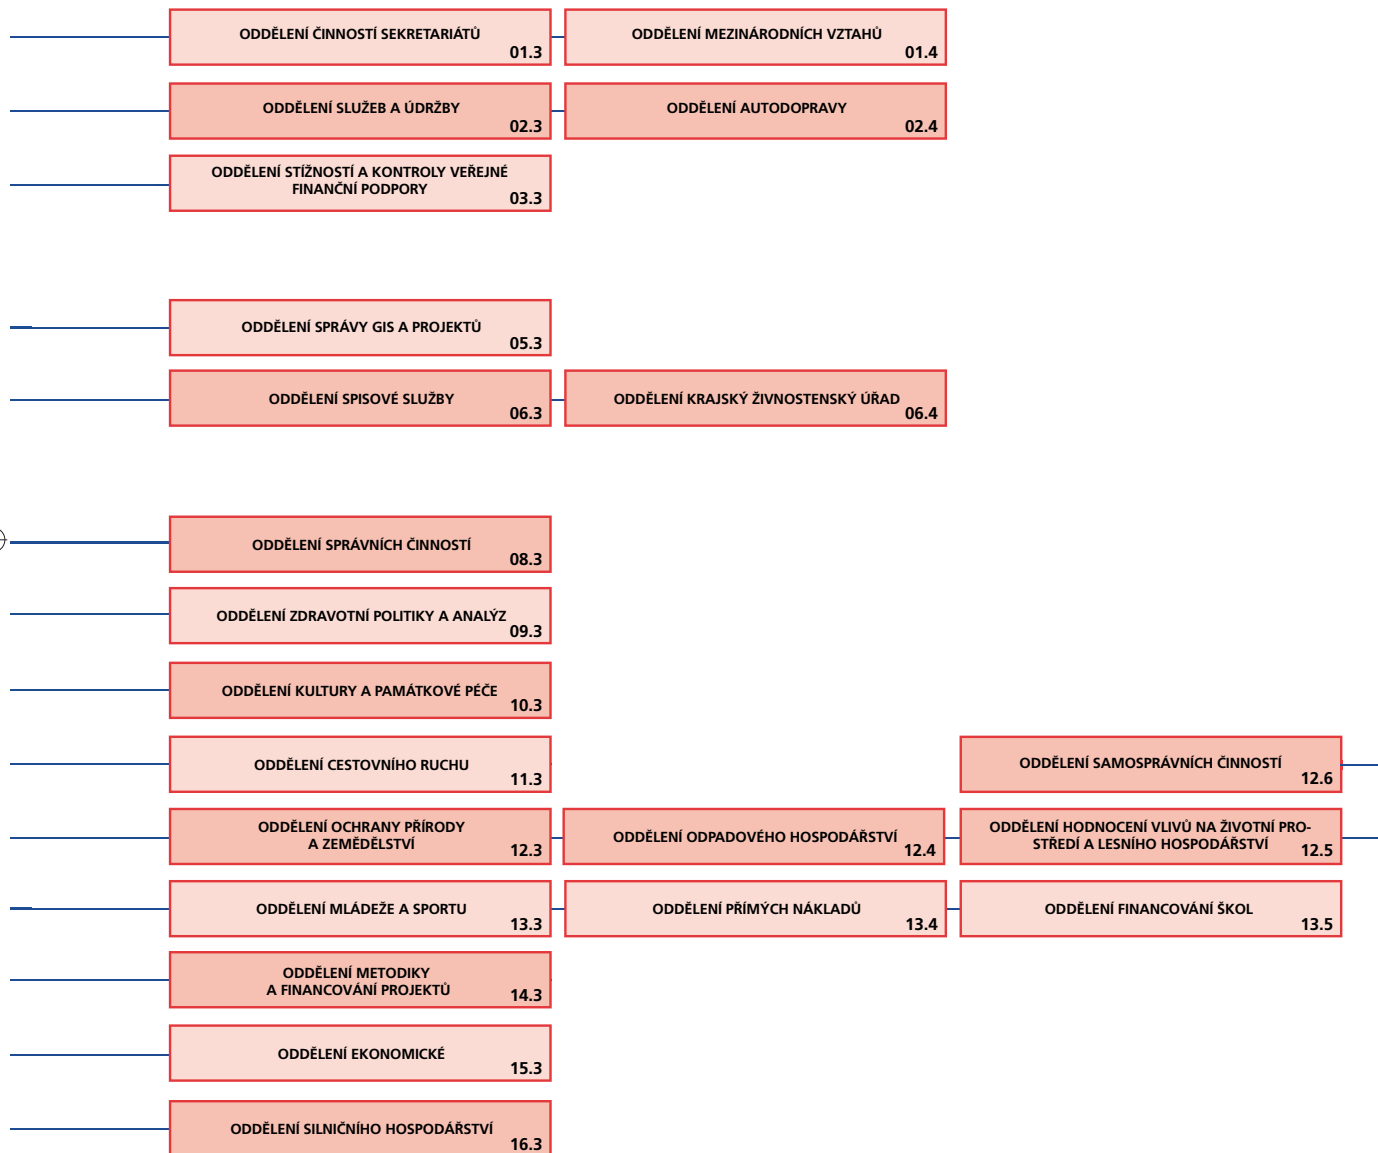 ODDĚLENÍ ČINNOSTÍ SEKRETARIÁTŮ
01.3
ODDĚLENÍ MEZINÁRODNÍCH VZTAHŮ
01.4
ODDĚLENÍ SLUŽEB A ÚDRŽBY
02.3
ODDĚLENÍ AUTODOPRAVY
02.4
ODDĚLENÍ STÍŽNOSTÍ A KONTROLY VEŘEJNÉ
FINANČNÍ PODPORY
03.3
ODDĚLENÍ SPRÁVY GIS A PROJEKTŮ
05.3
ODDĚLENÍ SPISOVÉ SLUŽBY
06.3
ODDĚLENÍ KRAJSKÝ ŽIVNOSTENSKÝ ÚŘAD
06.4
ODDĚLENÍ SPRÁVNÍCH ČINNOSTÍ
08.3
ODDĚLENÍ ZDRAVOTNÍ POLITIKY A ANALÝZ
09.3
ODDĚLENÍ KULTURY A PAMÁTKOVÉ PÉČE
10.3
ODDĚLENÍ CESTOVNÍHO RUCHU
11.3
ODDĚLENÍ SAMOSPRÁVNÍCH ČINNOSTÍ
12.6
ODDĚLENÍ OCHRANY PŘÍRODY
A ZEMĚDĚLSTVÍ
12.3
ODDĚLENÍ ODPADOVÉHO HOSPODÁŘSTVÍ
12.4
ODDĚLENÍ HODNOCENÍ VLIVŮ NA ŽIVOTNÍ PRO-
STŘEDÍ A LESNÍHO HOSPODÁŘSTVÍ
12.5
ODDĚLENÍ MLÁDEŽE A SPORTU
13.3
ODDĚLENÍ PŘÍMÝCH NÁKLADŮ
13.4
ODDĚLENÍ FINANCOVÁNÍ ŠKOL
13.5
ODDĚLENÍ METODIKY
A FINANCOVÁNÍ PROJEKTŮ
14.3
ODDĚLENÍ EKONOMICKÉ
15.3
ODDĚLENÍ SILNIČNÍHO HOSPODÁŘSTVÍ
16.3